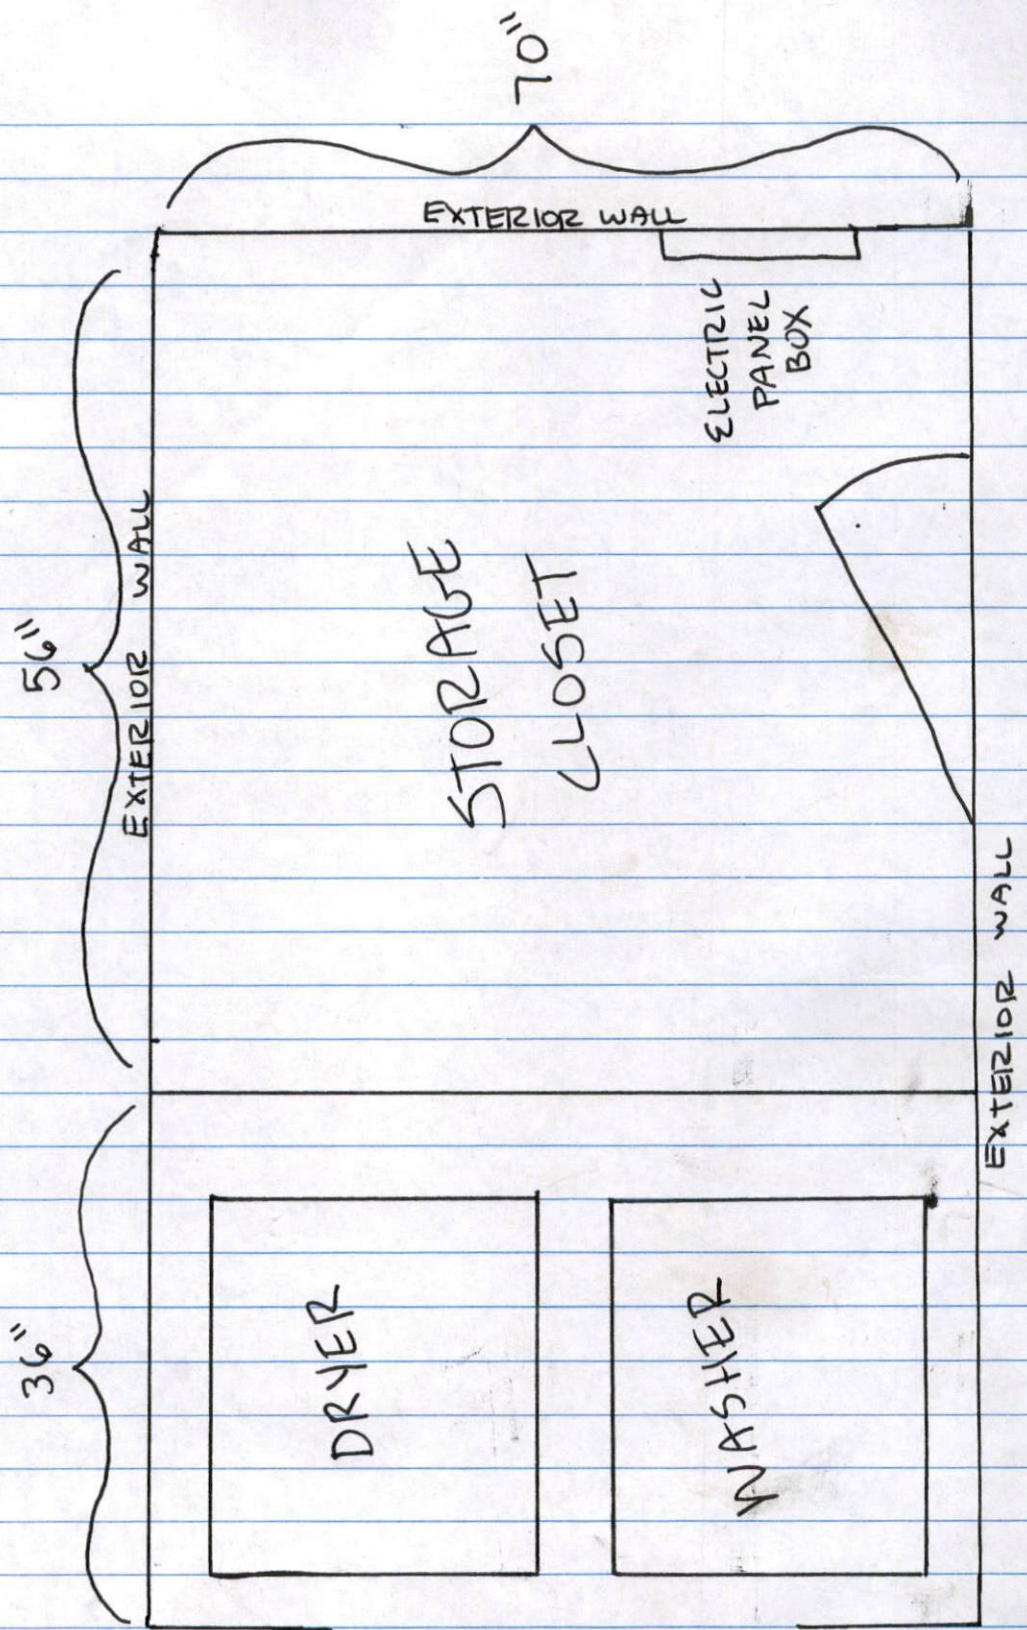 70"
EXTERIOR WALL
ELECTRIC
PANEL
BOX
56"
EXTERIOR WALL
STORAGE
CLOSET
EXTERIOR WALL
36"
DRYER
WASHER